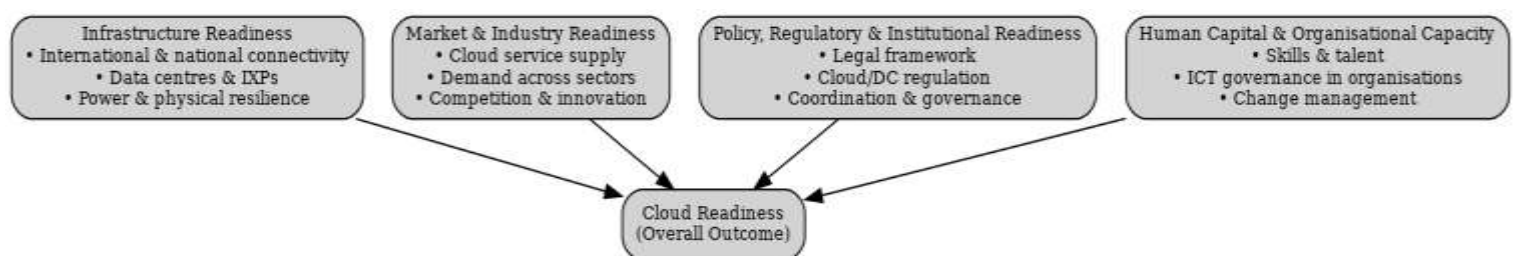 Infrastructure Readiness
• International & national connectivity
• Data centres & IXPs
• Power & physical resilience
Market & Industry Readiness
• Cloud service supply
• Demand across sectors
• Competition & innovation
Policy, Regulatory & Institutional Readiness
• Legal framework
• Cloud/DC regulation
• Coordination & governance
Human Capital & Organisational Capacity
• Skills & talent
• ICT governance in organisations
• Change management
Cloud Readiness
(Overall Outcome)